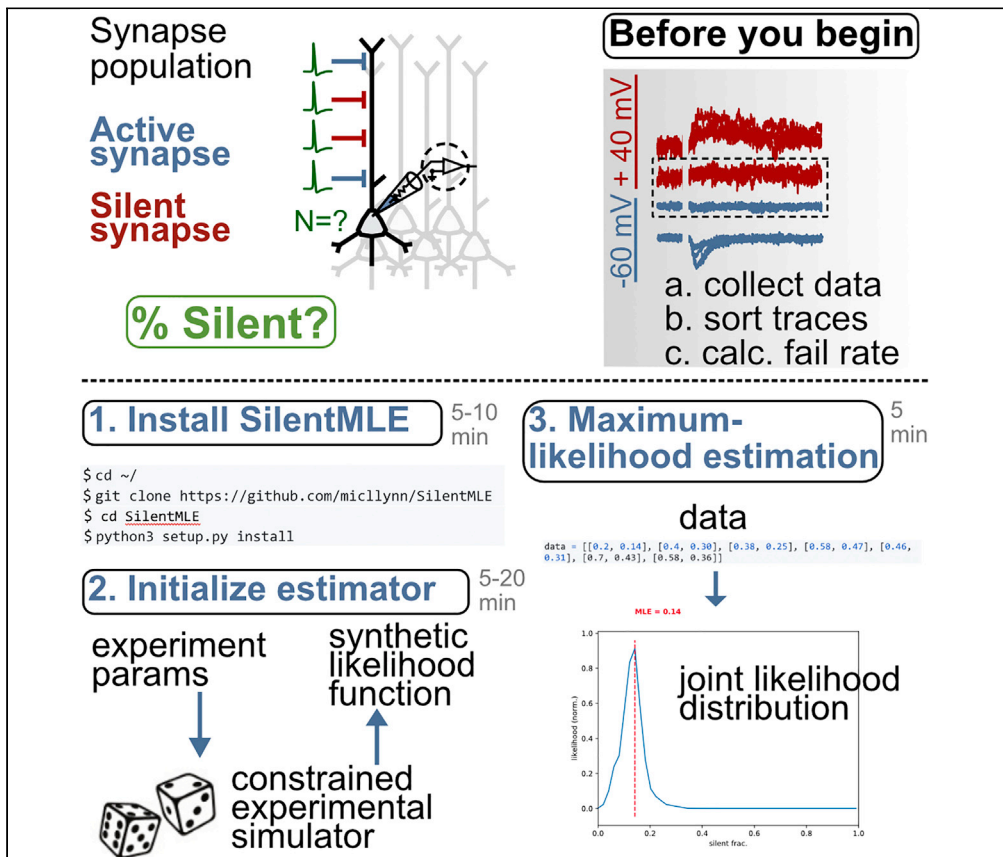 Synapse
population
Active
synapse
Silent
synapse
N=?
% Silent?
Before you begin
+ 40 mV
-60 mV
a. collect data
b. sort traces
c. calc. fail rate
1. Install SilentMLE
5-10
min
$ cd ~/
$ git clone https://github.com/micllynn/SilentMLE
$ cd SilentMLE
$ python3 setup.py install
2. Initialize estimator
5-20
min
experiment
params
synthetic
likelihood
function
constrained
experimental
simulator
3. Maximum-
likelihood estimation
5
min
data
data = [[0.2, 0.14], [0.4, 0.30], [0.38, 0.25], [0.58, 0.47], [0.46,
0.31], [0.7, 0.43], [0.58, 0.36]]
MLE = 0.14
joint likelihood
distribution
likelihood (norm.)
1.0
0.8
0.6
0.4
0.2
0.0
0.0 0.2 0.4 0.6 0.8 1.0
silent frac.